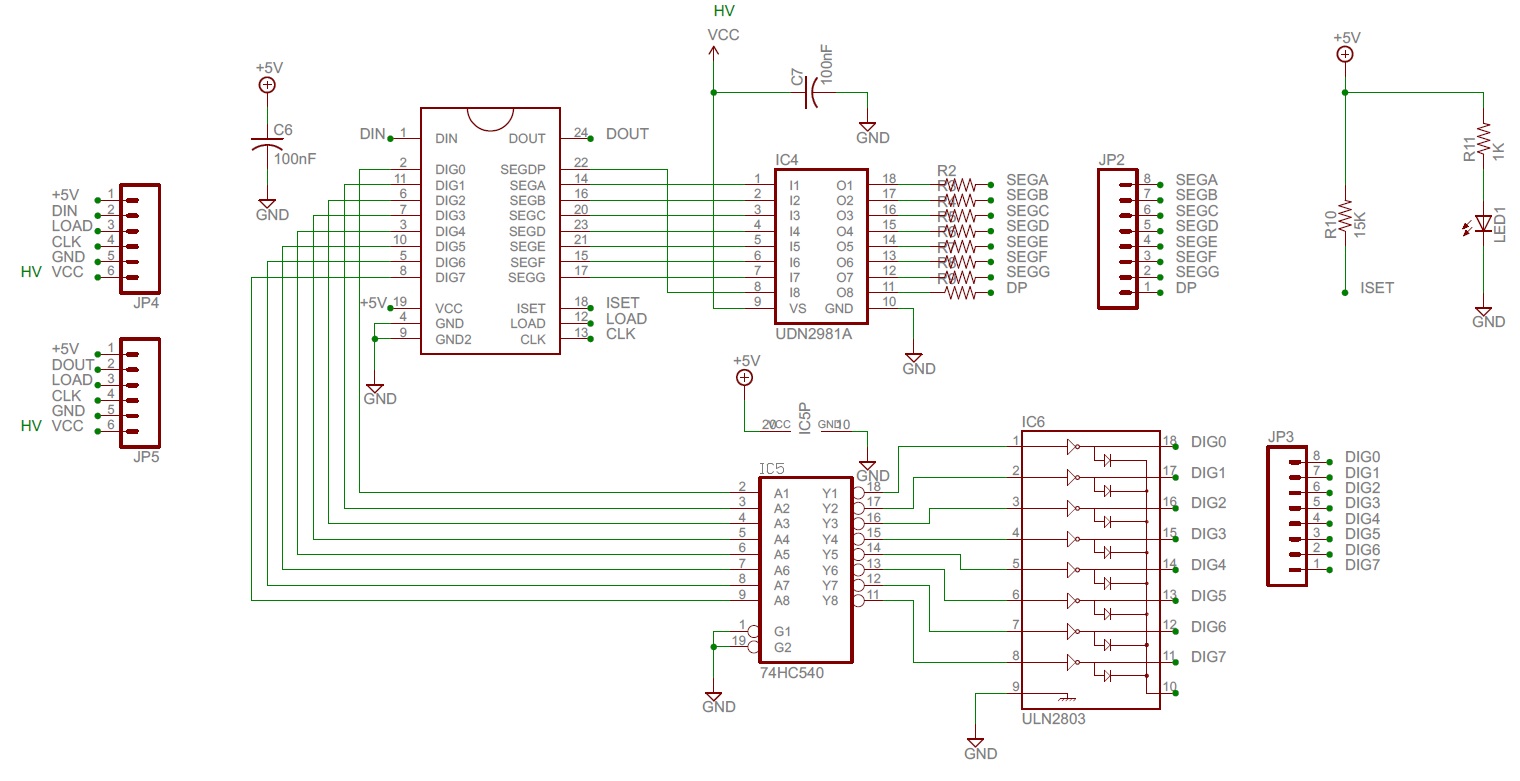 HV
VCC
+5V
C6
100nF
GND
C7
100nF
GND
+5V
R11
1K
R10
15K
LED1
ISET
GND
+5V 1
DIN 2
LOAD 3
CLK 4
GND 5
HV VCC 6
JP4
+5V 1
DOUT 2
LOAD 3
CLK 4
GND 5
HV VCC 6
JP5
DIN 1 DIN DOUT 24 DOUT
2 DIG0 SEGDP 22
11 DIG1 SEGA 14
6 DIG2 SEGB 16
7 DIG3 SEGC 20
3 DIG4 SEGD 23
10 DIG5 SEGE 21
5 DIG6 SEGF 15
8 DIG7 SEGG 17
+5V 19 VCC ISET 18 ISET
4 GND LOAD 12 LOAD
9 GND2 CLK 13 CLK
GND
IC4
1 I1 O1 18 R2 SEGA
2 I2 O2 17 SEGB
3 I3 O3 16 SEGC
4 I4 O4 15 SEGD
5 I5 O5 14 SEGE
6 I6 O6 13 SEGF
7 I7 O7 12 SEGG
8 I8 O8 11 DP
9 VS GND 10
UDN2981A
GND
JP2
8 SEGA
7 SEGB
6 SEGC
5 SEGD
4 SEGE
3 SEGF
2 SEGG
1 DP
+5V
20 VCC IC5P GND 10
GND
IC5
2 A1 Y1 18
3 A2 Y2 17
4 A3 Y3 16
5 A4 Y4 15
6 A5 Y5 14
7 A6 Y6 13
8 A7 Y7 12
9 A8 Y8 11
1 G1
19 G2
74HC540
GND
IC6
1 18 DIG0
2 17 DIG1
3 16 DIG2
4 15 DIG3
5 14 DIG4
6 13 DIG5
7 12 DIG6
8 11 DIG7
9 10
ULN2803
GND
JP3
8 DIG0
7 DIG1
6 DIG2
5 DIG3
4 DIG4
3 DIG5
2 DIG6
1 DIG7